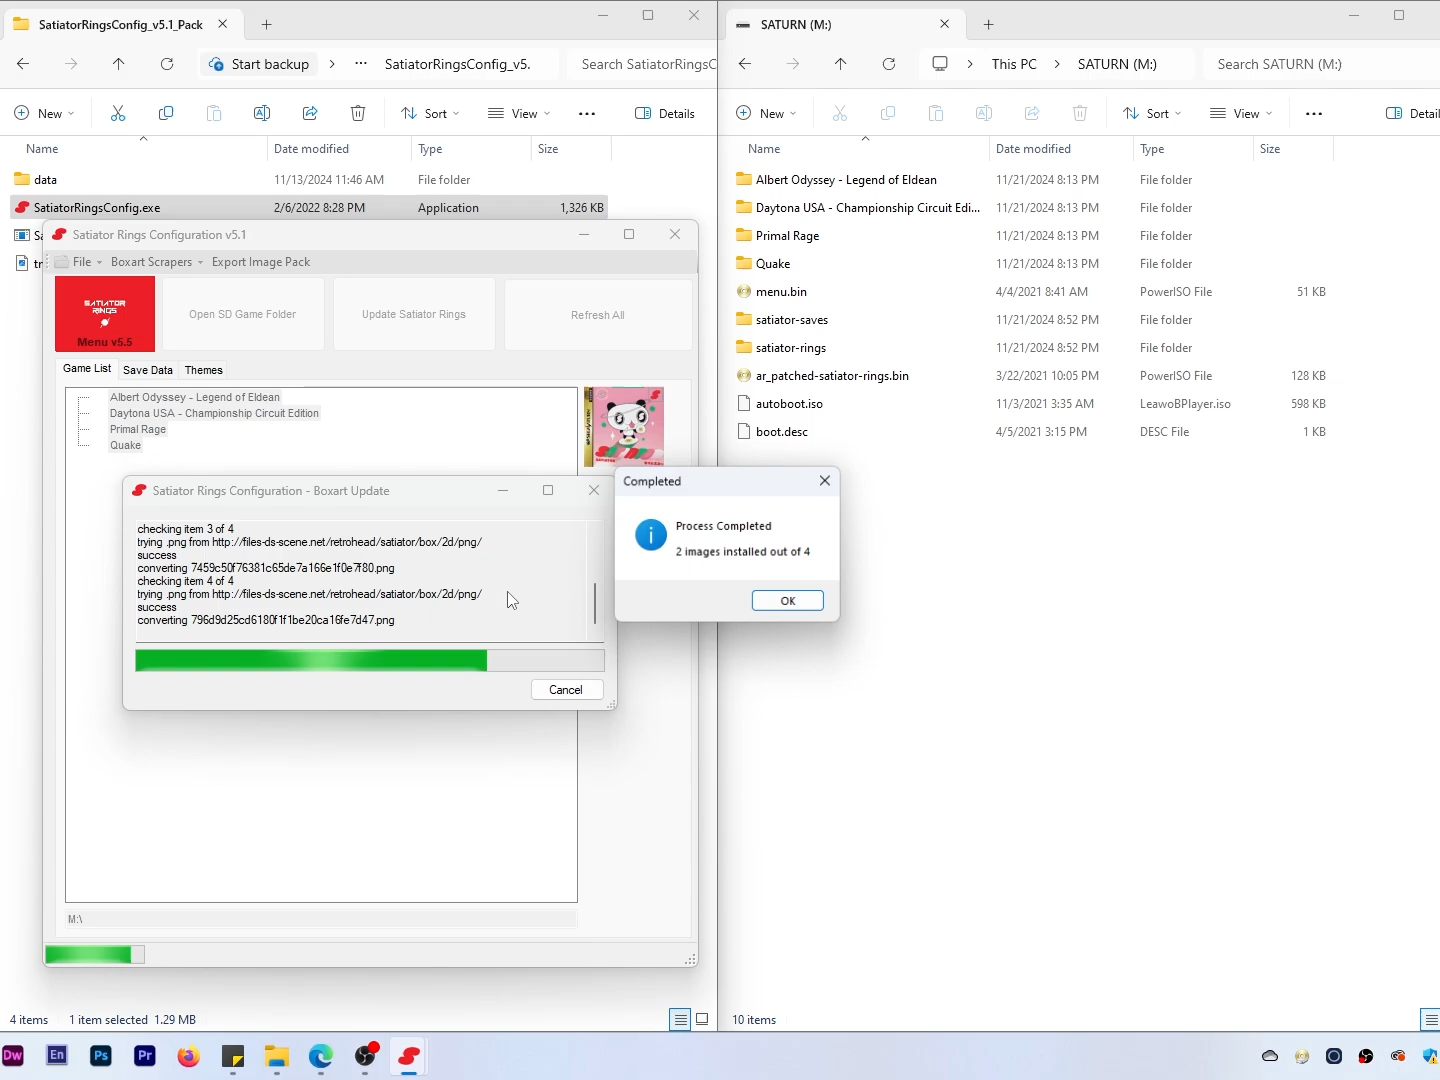 SatiatorRingsConfig_v5.1_Pack
Start backup
SatiatorRingsConfig_v5.
Search SatiatorRingsC
New
Sort
View
Details
Name
Date modified
Type
Size
data
11/13/2024 11:46 AM
File folder
SatiatorRingsConfig.exe
2/6/2022 8:28 PM
Application
1,326 KB
Sa
tr
Satiator Rings Configuration v5.1
File
Boxart Scrapers
Export Image Pack
SATIATOR
RINGS
Menu v5.5
Open SD Game Folder
Update Satiator Rings
Refresh All
Game List
Save Data
Themes
Albert Odyssey - Legend of Eldean
Daytona USA - Championship Circuit Edition
Primal Rage
Quake
Satiator Rings Configuration - Boxart Update
checking item 3 of 4
trying .png from http://files-ds-scene.net/retrohead/satiator/box/2d/png/
success
converting 7459c50f76381c65de7a166e1f0e7f80.png
checking item 4 of 4
trying .png from http://files-ds-scene.net/retrohead/satiator/box/2d/png/
success
converting 796d9d25cd6180f1f1be20ca16fe7d47.png
Cancel
M:\
4 items
1 item selected 1.29 MB
Completed
Process Completed
2 images installed out of 4
OK
SATURN (M:)
This PC
SATURN (M:)
Search SATURN (M:)
New
Sort
View
Detail
Name
Date modified
Type
Size
Albert Odyssey - Legend of Eldean
11/21/2024 8:13 PM
File folder
Daytona USA - Championship Circuit Edi...
11/21/2024 8:13 PM
File folder
Primal Rage
11/21/2024 8:13 PM
File folder
Quake
11/21/2024 8:13 PM
File folder
menu.bin
4/4/2021 8:41 AM
PowerISO File
51 KB
satiator-saves
11/21/2024 8:52 PM
File folder
satiator-rings
11/21/2024 8:52 PM
File folder
ar_patched-satiator-rings.bin
3/22/2021 10:05 PM
PowerISO File
128 KB
autoboot.iso
11/3/2021 3:35 AM
LeawoBPlayer.iso
598 KB
boot.desc
4/5/2021 3:15 PM
DESC File
1 KB
10 items
Dw
En
Ps
Pr